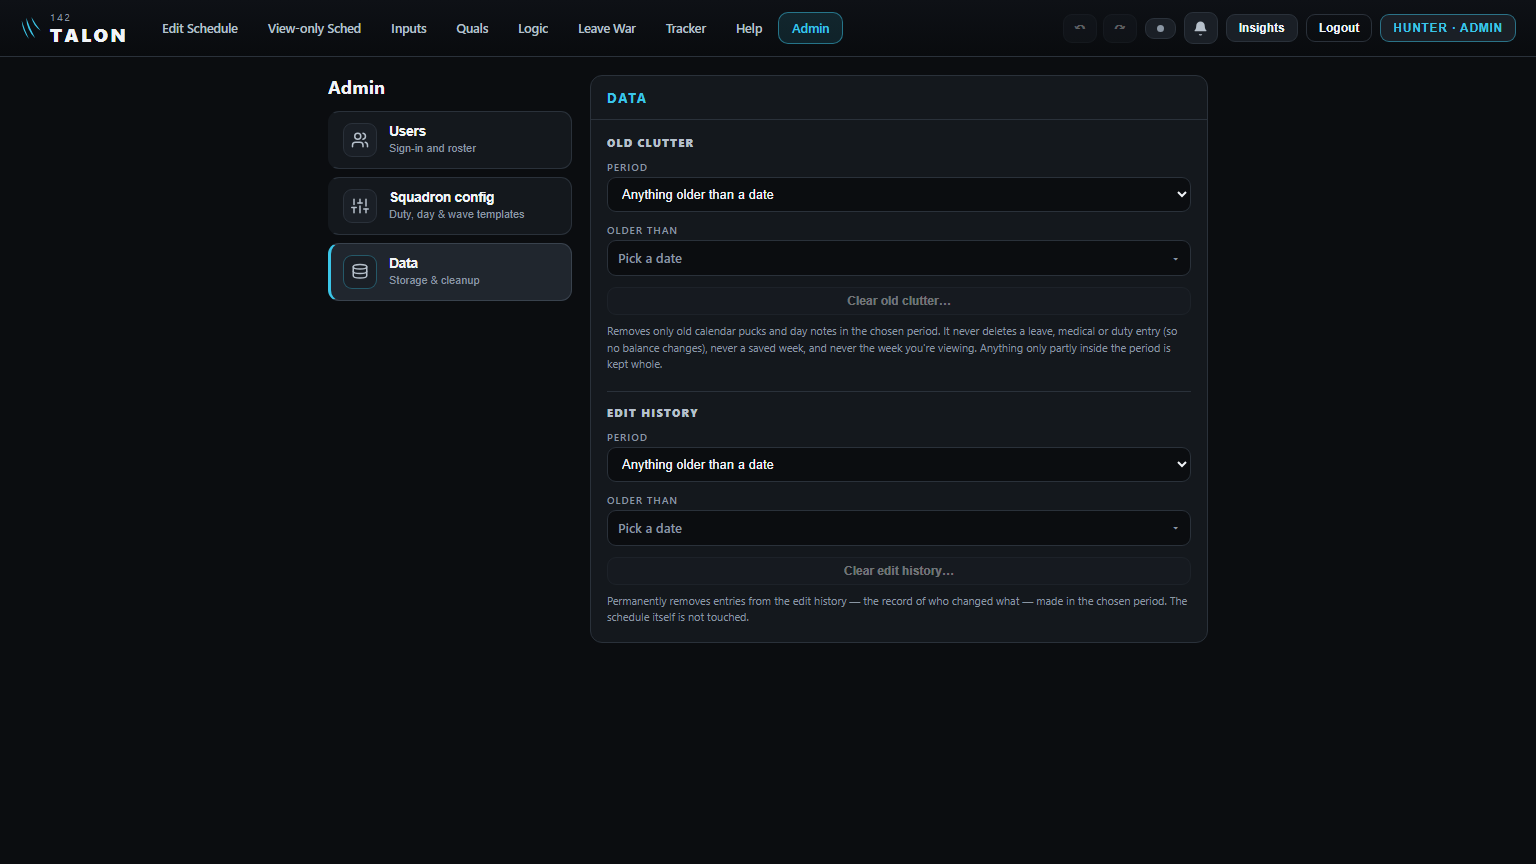 142
TALON
Edit Schedule
View-only Sched
Inputs
Quals
Logic
Leave War
Tracker
Help
Admin
Insights
Logout
HUNTER · ADMIN
Admin
Users
Sign-in and roster
Squadron config
Duty, day & wave templates
Data
Storage & cleanup
DATA
OLD CLUTTER
PERIOD
Anything older than a date
OLDER THAN
Pick a date
Clear old clutter…
Removes only old calendar pucks and day notes in the chosen period. It never deletes a leave, medical or duty entry (so
no balance changes), never a saved week, and never the week you're viewing. Anything only partly inside the period is
kept whole.
EDIT HISTORY
PERIOD
Anything older than a date
OLDER THAN
Pick a date
Clear edit history…
Permanently removes entries from the edit history — the record of who changed what — made in the chosen period. The
schedule itself is not touched.